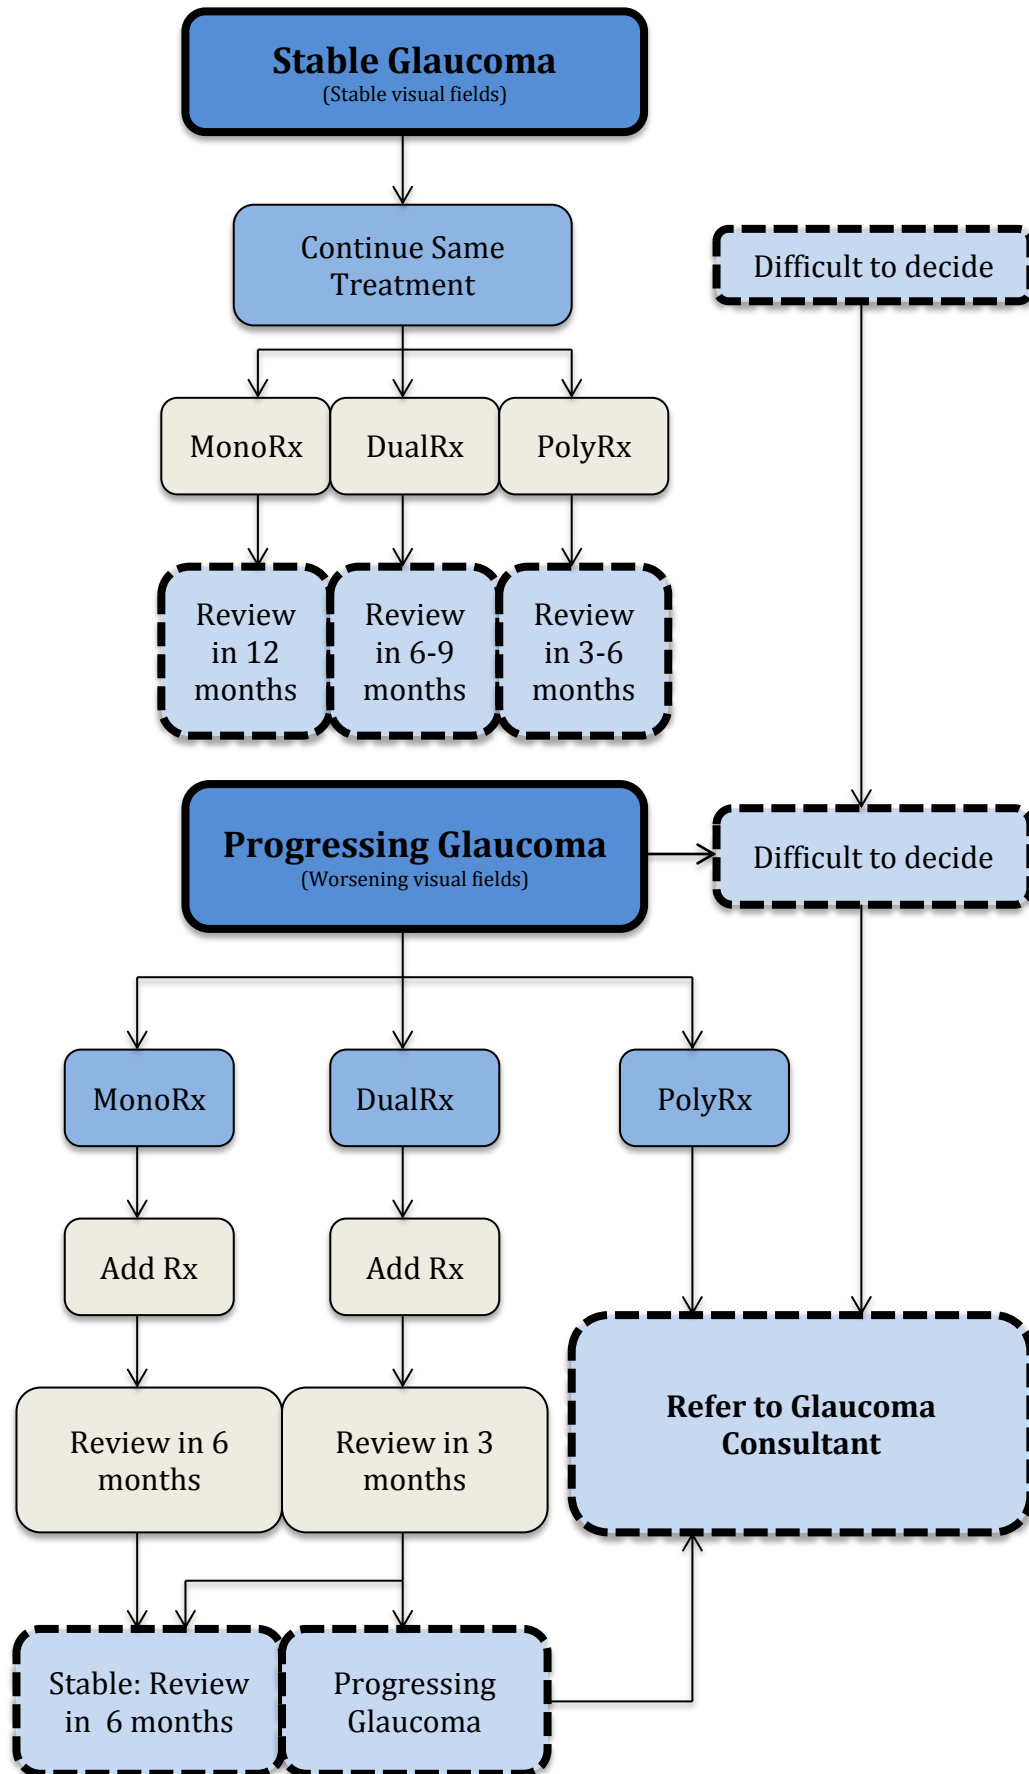 Stable Glaucoma
(Stable visual fields)
Continue Same
Treatment
Difficult to decide
MonoRx
DualRx
PolyRx
Review
in 12
months
Review
in 6-9
months
Review
in 3-6
months
Progressing Glaucoma
(Worsening visual fields)
Difficult to decide
MonoRx
DualRx
PolyRx
Add Rx
Add Rx
Review in 6
months
Review in 3
months
Refer to Glaucoma
Consultant
Stable: Review
in 6 months
Progressing
Glaucoma